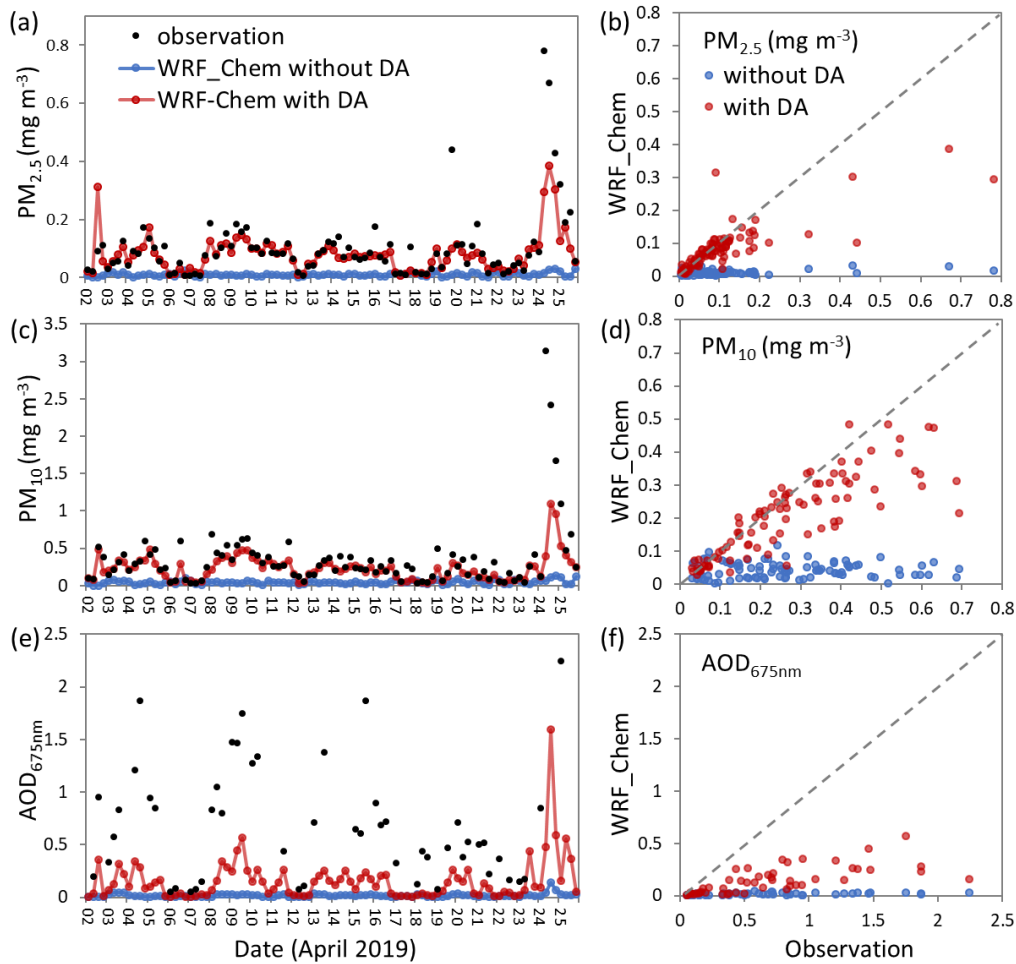 (a)
observation
WRF_Chem without DA
WRF-Chem with DA
PM2.5 (mg m-3)
0.8
0.6
0.4
0.2
0
02 03 04 05 06 07 08 09 10 11 12 13 14 15 16 17 18 19 20 21 22 23 24 25
(b)
PM2.5 (mg m-3)
without DA
with DA
WRF_Chem
0.8
0.7
0.6
0.5
0.4
0.3
0.2
0.1
0
0 0.1 0.2 0.3 0.4 0.5 0.6 0.7 0.8
(c)
PM10 (mg m-3)
3.5
3
2.5
2
1.5
1
0.5
0
02 03 04 05 06 07 08 09 10 11 12 13 14 15 16 17 18 19 20 21 22 23 24 25
(d)
PM10 (mg m-3)
WRF_Chem
0.8
0.7
0.6
0.5
0.4
0.3
0.2
0.1
0
0 0.1 0.2 0.3 0.4 0.5 0.6 0.7 0.8
(e)
AOD675nm
2.5
2
1.5
1
0.5
0
02 03 04 05 06 07 08 09 10 11 12 13 14 15 16 17 18 19 20 21 22 23 24 25
Date (April 2019)
(f)
AOD675nm
WRF_Chem
2.5
2
1.5
1
0.5
0
0 0.5 1 1.5 2 2.5
Observation